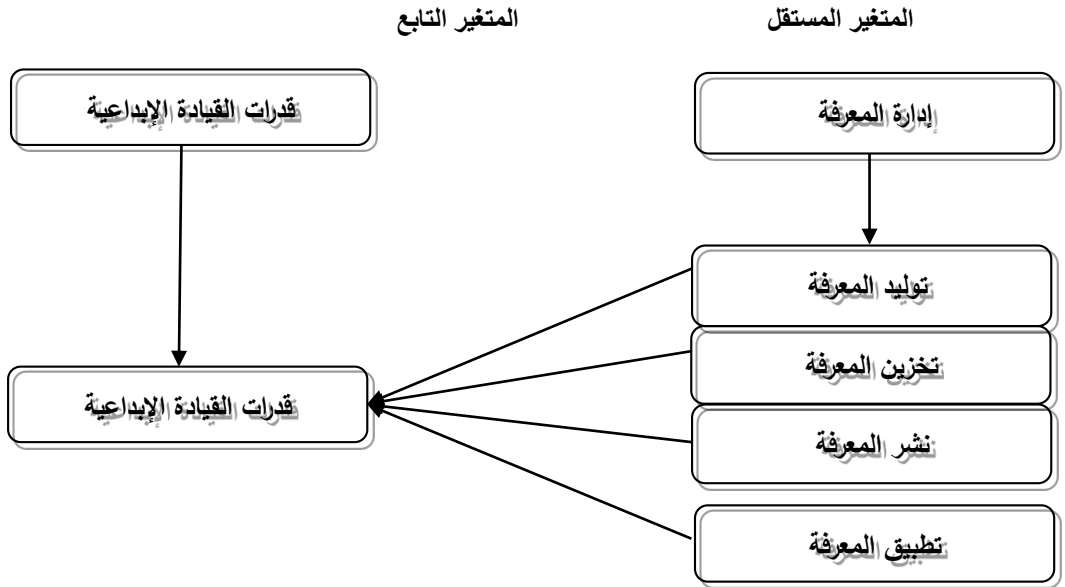 المتغير المستقل
المتغير التابع
إدارة المعرفة
قدرات القيادة الإبداعية
توليد المعرفة
تخزين المعرفة
قدرات القيادة الإبداعية
نشر المعرفة
تطبيق المعرفة